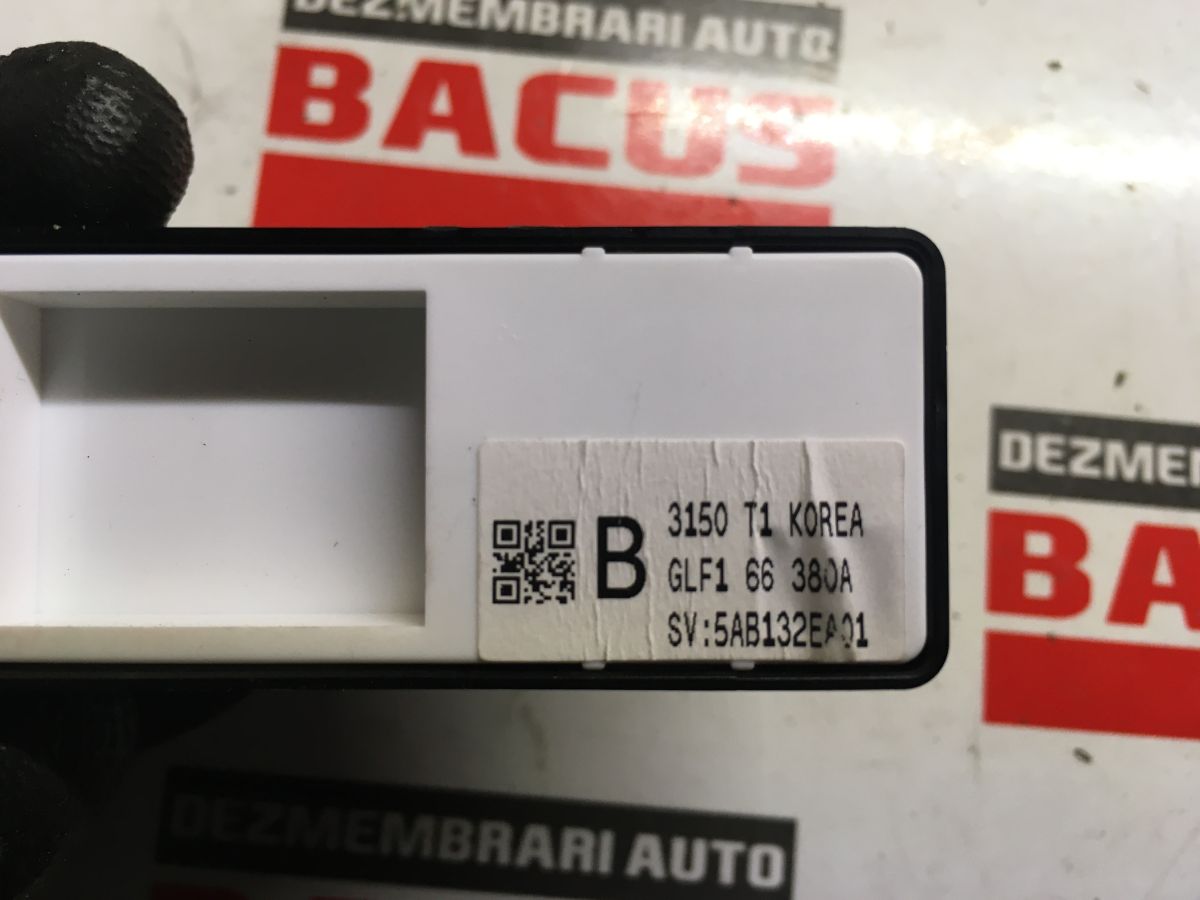 DEZMEMBRARI AUTO
BACUS
DEZMEM
BA
B
3150 T1 KOREA
GLF1 66 380A
SV:5AB132EA01
DEZMEMBRARI AUTO